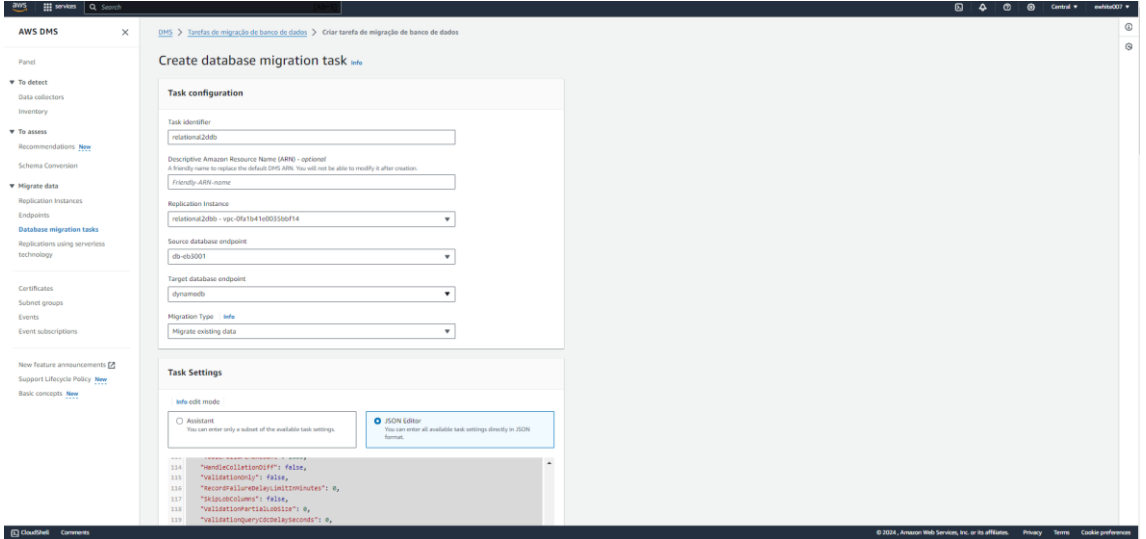 aws
services
Search
Central
ewhite007
AWS DMS
DMS > Tarefas de migração de banco de dados > Criar tarefa de migração de banco de dados
Panel
To detect
Data collectors
Inventory
To assess
Recommendations New
Schema Conversion
Migrate data
Replication Instances
Endpoints
Database migration tasks
Replications using serverless
technology
Certificates
Subnet groups
Events
Event subscriptions
New feature announcements
Support Lifecycle Policy New
Basic concepts New
Create database migration task Info
Task configuration
Task identifier
relational2ddb
Descriptive Amazon Resource Name (ARN) - optional
A friendly name to replace the default DMS ARN. You will not be able to modify it after creation.
Friendly-ARN-name
Replication Instance
relational2dbb - vpc-0fa1b41e0035bbf14
Source database endpoint
db-eb3001
Target database endpoint
dynamodb
Migration Type Info
Migrate existing data
Task Settings
Info edit mode
Assistant
You can enter only a subset of the available task settings.
JSON Editor
You can enter all available task settings directly in JSON
format.
114 "HandleCollationDiff": false,
115 "ValidationOnly": false,
116 "RecordFailureDelayLimitInMinutes": 0,
117 "SkipLobColumns": false,
118 "ValidationPartialLobSize": 0,
119 "ValidationQueryCdcDelaySeconds": 0,
CloudShell Comments
© 2024 , Amazon Web Services, Inc. or its affiliates. Privacy Terms Cookie preferences